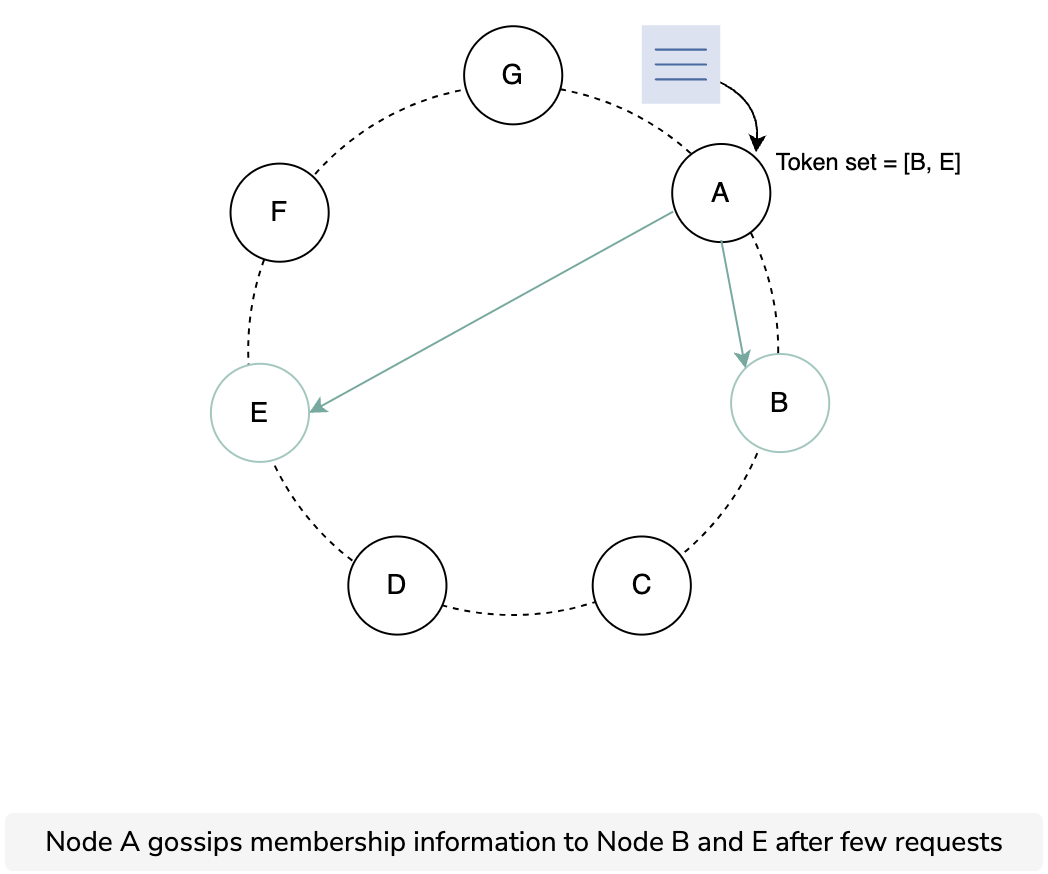 G
Token set = [B, E]
A
F
B
E
D
C
Node A gossips membership information to Node B and E after few requests